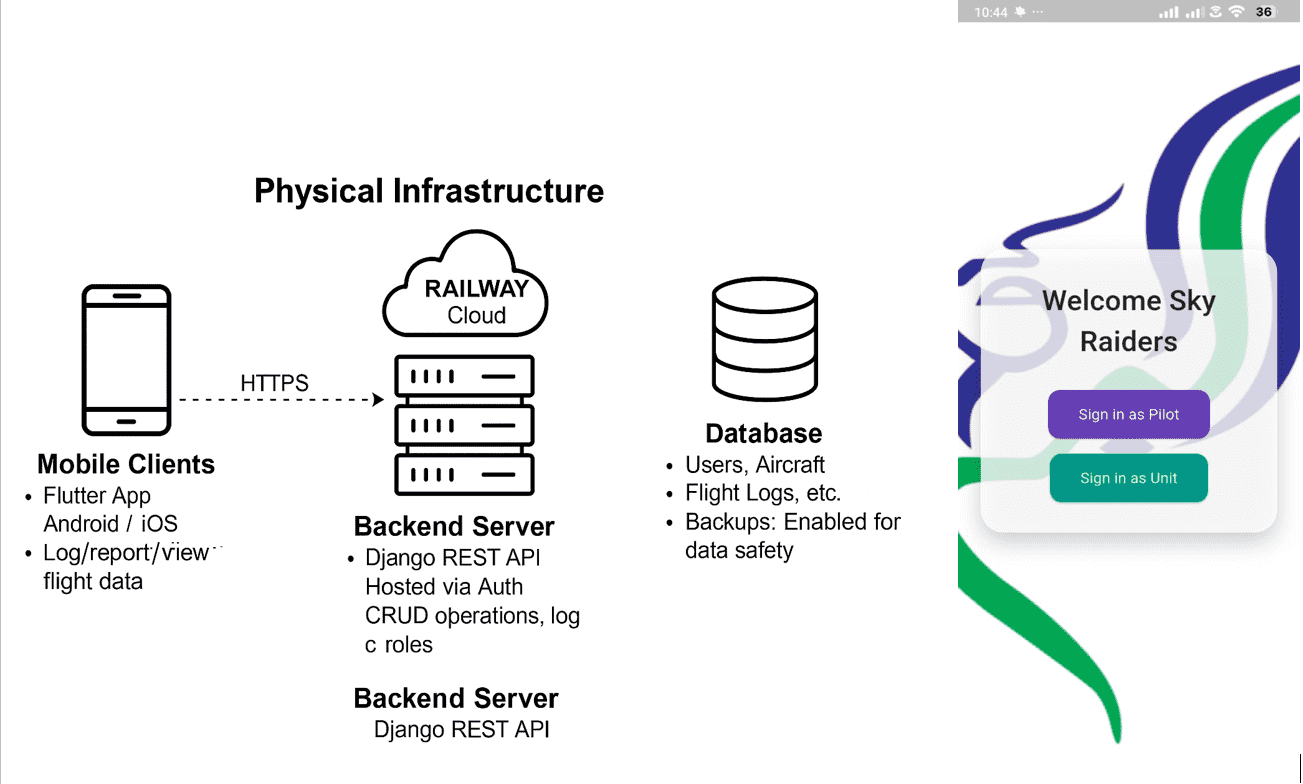 Physical Infrastructure
RAILWAY
Cloud
HTTPS
Mobile Clients
• Flutter App
Android / iOS
• Log/report/view
flight data
Backend Server
• Django REST API
Hosted via Auth
CRUD operations, log
c roles
Backend Server
Django REST API
Database
• Users, Aircraft
• Flight Logs, etc.
• Backups: Enabled for
data safety
10:44
36
Welcome Sky
Raiders
Sign in as Pilot
Sign in as Unit